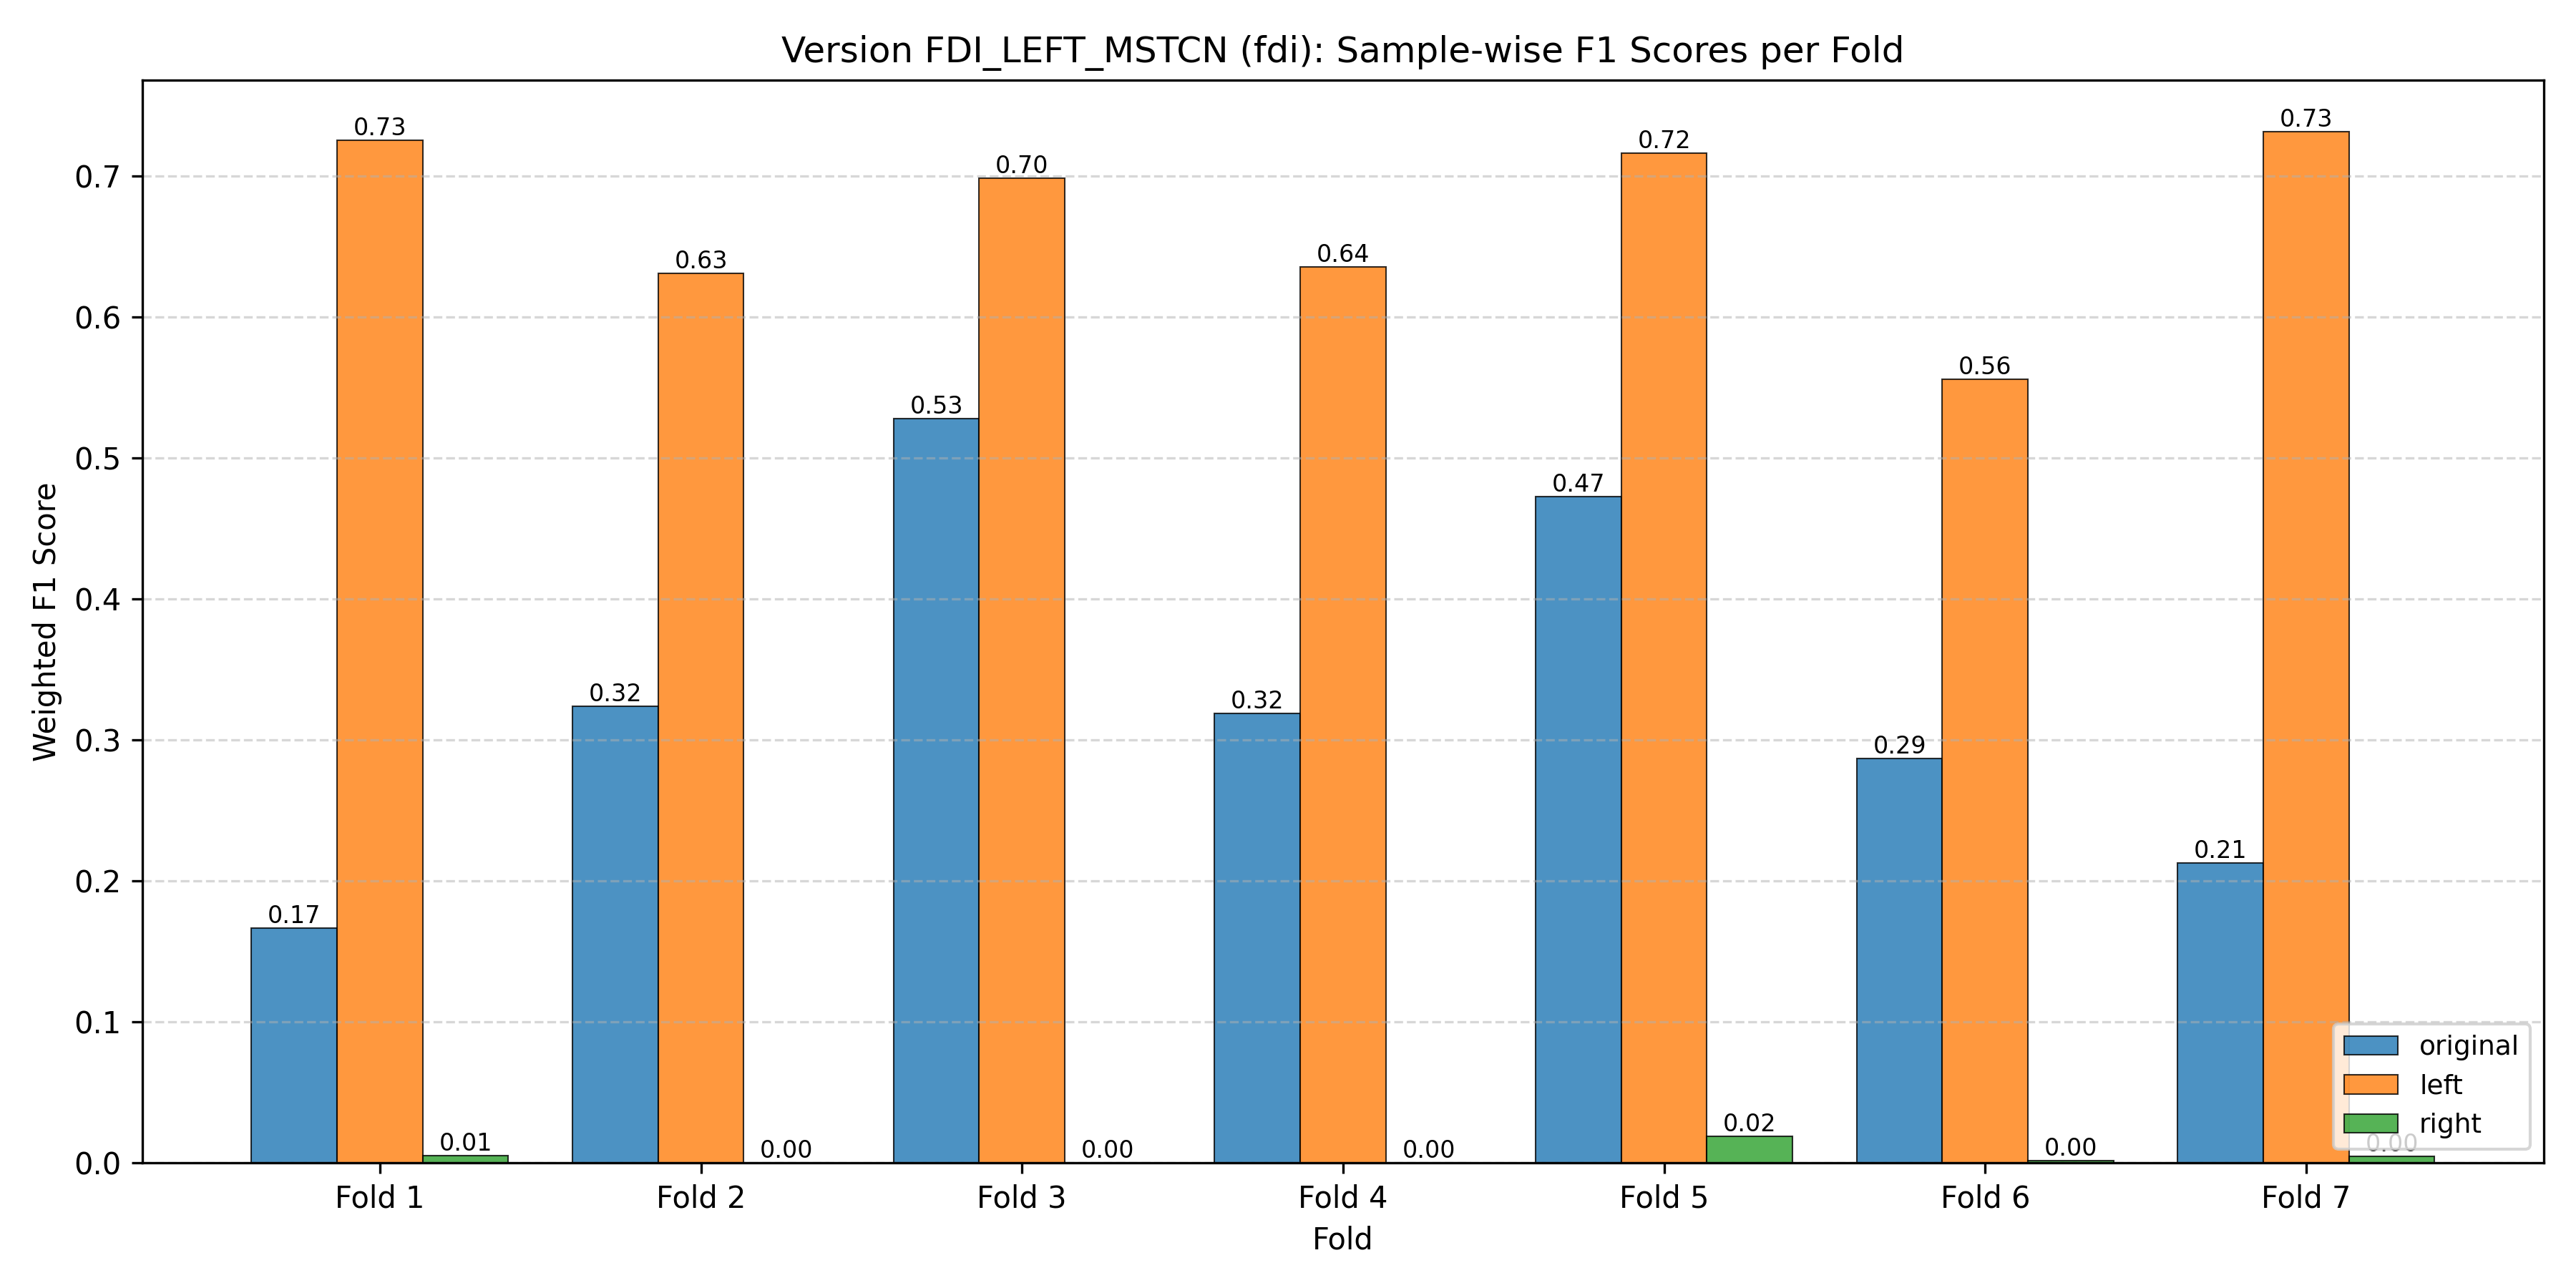 Version FDI_LEFT_MSTCN (fdi): Sample-wise F1 Scores per Fold
Weighted F1 Score
0.7
0.6
0.5
0.4
0.3
0.2
0.1
0.0
0.17
0.73
0.01
0.32
0.63
0.00
0.53
0.70
0.00
0.32
0.64
0.00
0.47
0.72
0.02
0.29
0.56
0.00
0.21
0.73
0.00
original
left
right
Fold 1
Fold 2
Fold 3
Fold 4
Fold 5
Fold 6
Fold 7
Fold